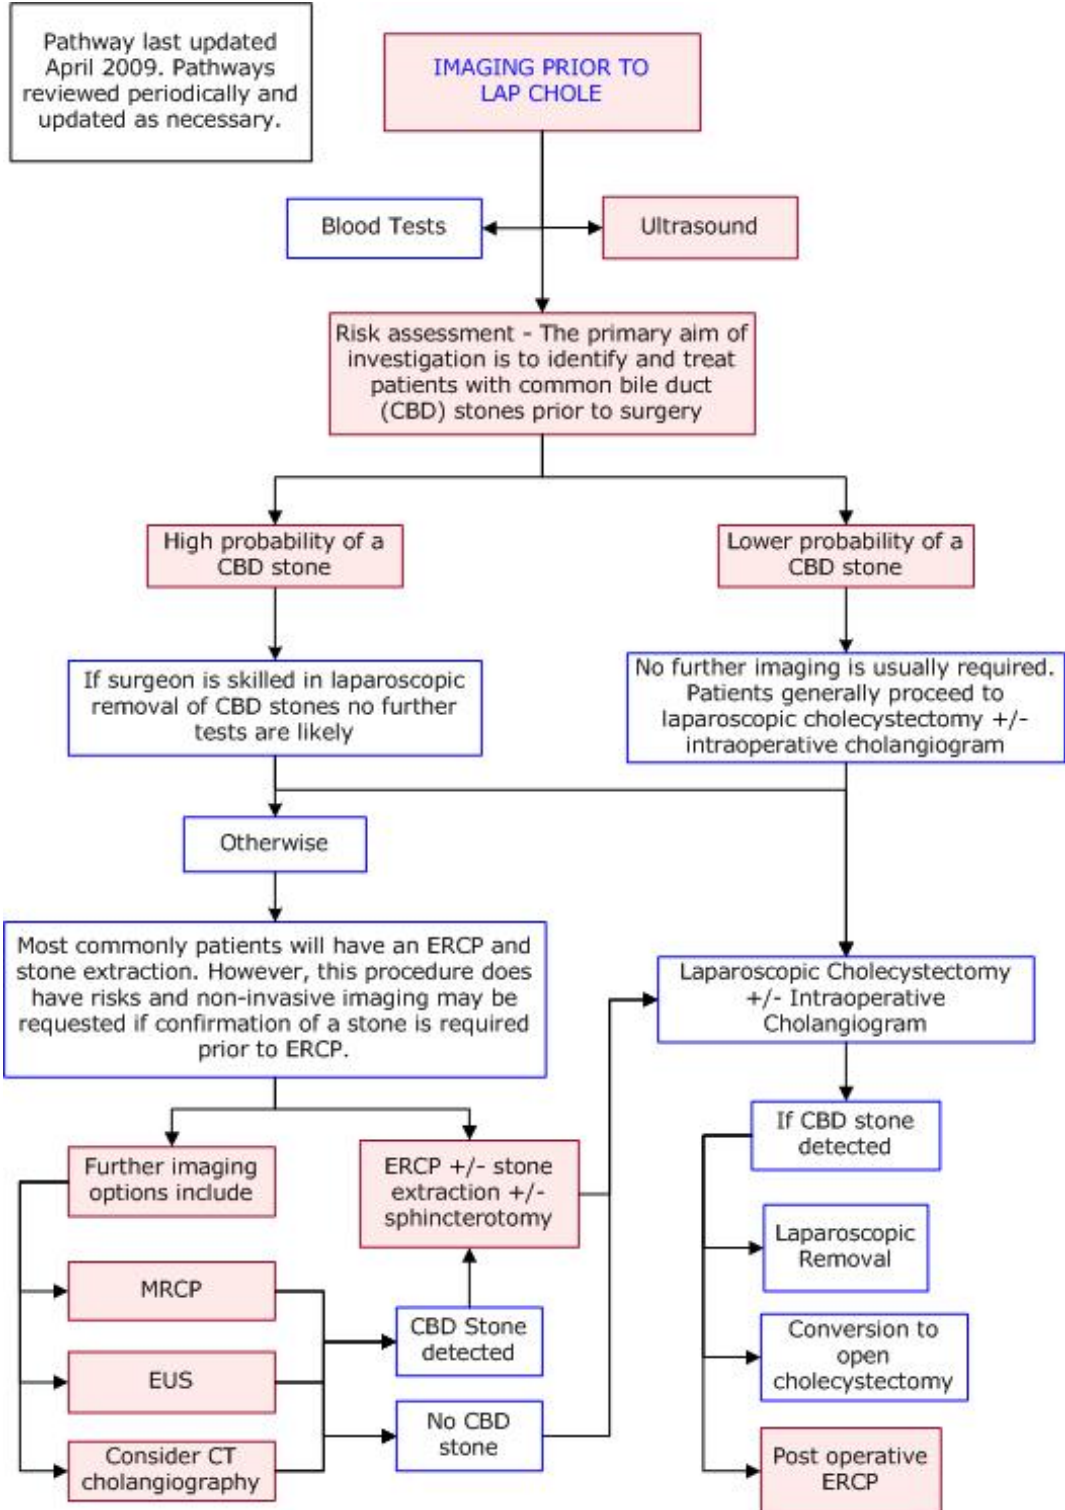 Pathway last updated
April 2009. Pathways
reviewed periodically and
updated as necessary.
IMAGING PRIOR TO
LAP CHOLE
Blood Tests
Ultrasound
Risk assessment - The primary aim of
investigation is to identify and treat
patients with common bile duct
(CBD) stones prior to surgery
High probability of a
CBD stone
Lower probability of a
CBD stone
If surgeon is skilled in laparoscopic
removal of CBD stones no further
tests are likely
No further imaging is usually required.
Patients generally proceed to
laparoscopic cholecystectomy +/-
intraoperative cholangiogram
Otherwise
Most commonly patients will have an ERCP and
stone extraction. However, this procedure does
have risks and non-invasive imaging may be
requested if confirmation of a stone is required
prior to ERCP.
Laparoscopic Cholecystectomy
+/- Intraoperative
Cholangiogram
Further imaging
options include
ERCP +/- stone
extraction +/-
sphincterotomy
If CBD stone
detected
MRCP
EUS
Consider CT
cholangiography
CBD Stone
detected
No CBD
stone
Laparoscopic
Removal
Conversion to
open
cholecystectomy
Post operative
ERCP